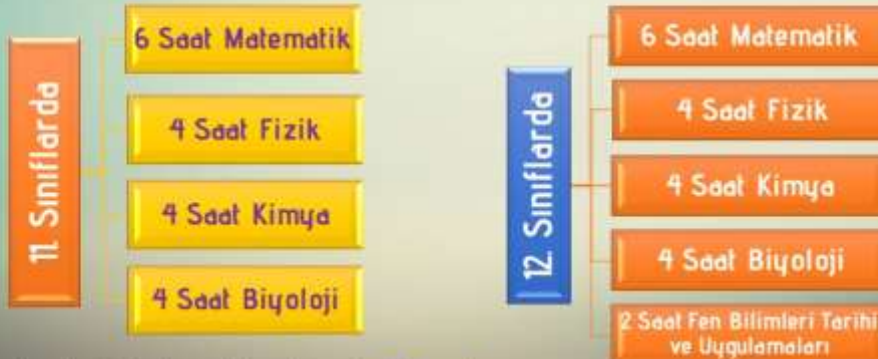 11. Sınıflarda
6 Saat Matematik
4 Saat Fizik
4 Saat Kimya
4 Saat Biyoloji
12. Sınıflarda
6 Saat Matematik
4 Saat Fizik
4 Saat Kimya
4 Saat Biyoloji
2 Saat Fen Bilimleri Tarihi
ve Uygulamaları